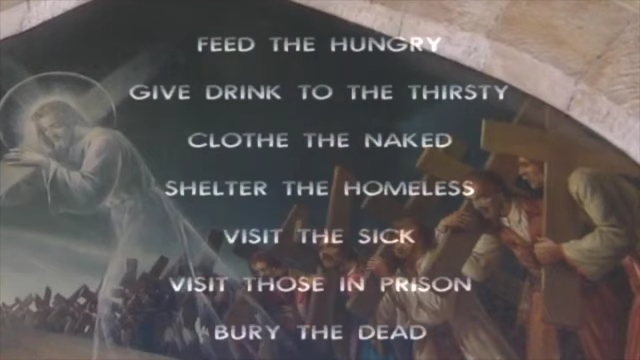 FEED THE HUNGRY
GIVE DRINK TO THE THIRSTY
CLOTHE THE NAKED
SHELTER THE HOMELESS
VISIT THE SICK
VISIT THOSE IN PRISON
BURY THE DEAD